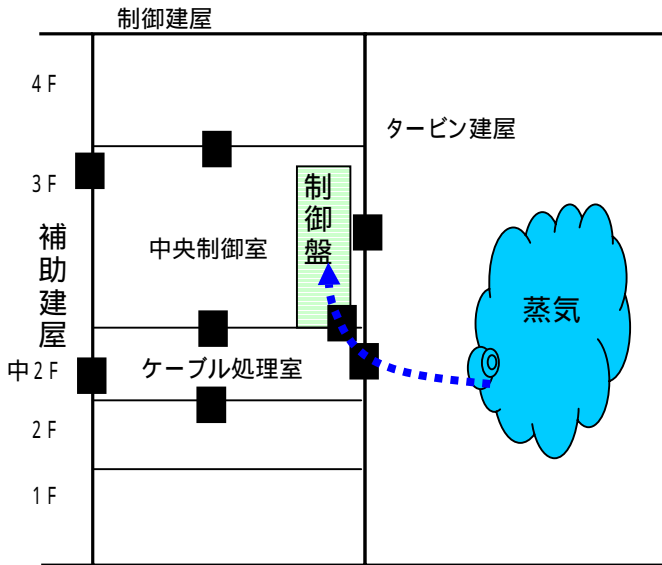 制御建屋
4F
タービン建屋
3F
制御盤
補助建屋
中央制御室
蒸気
中2F
ケーブル処理室
2F
1F